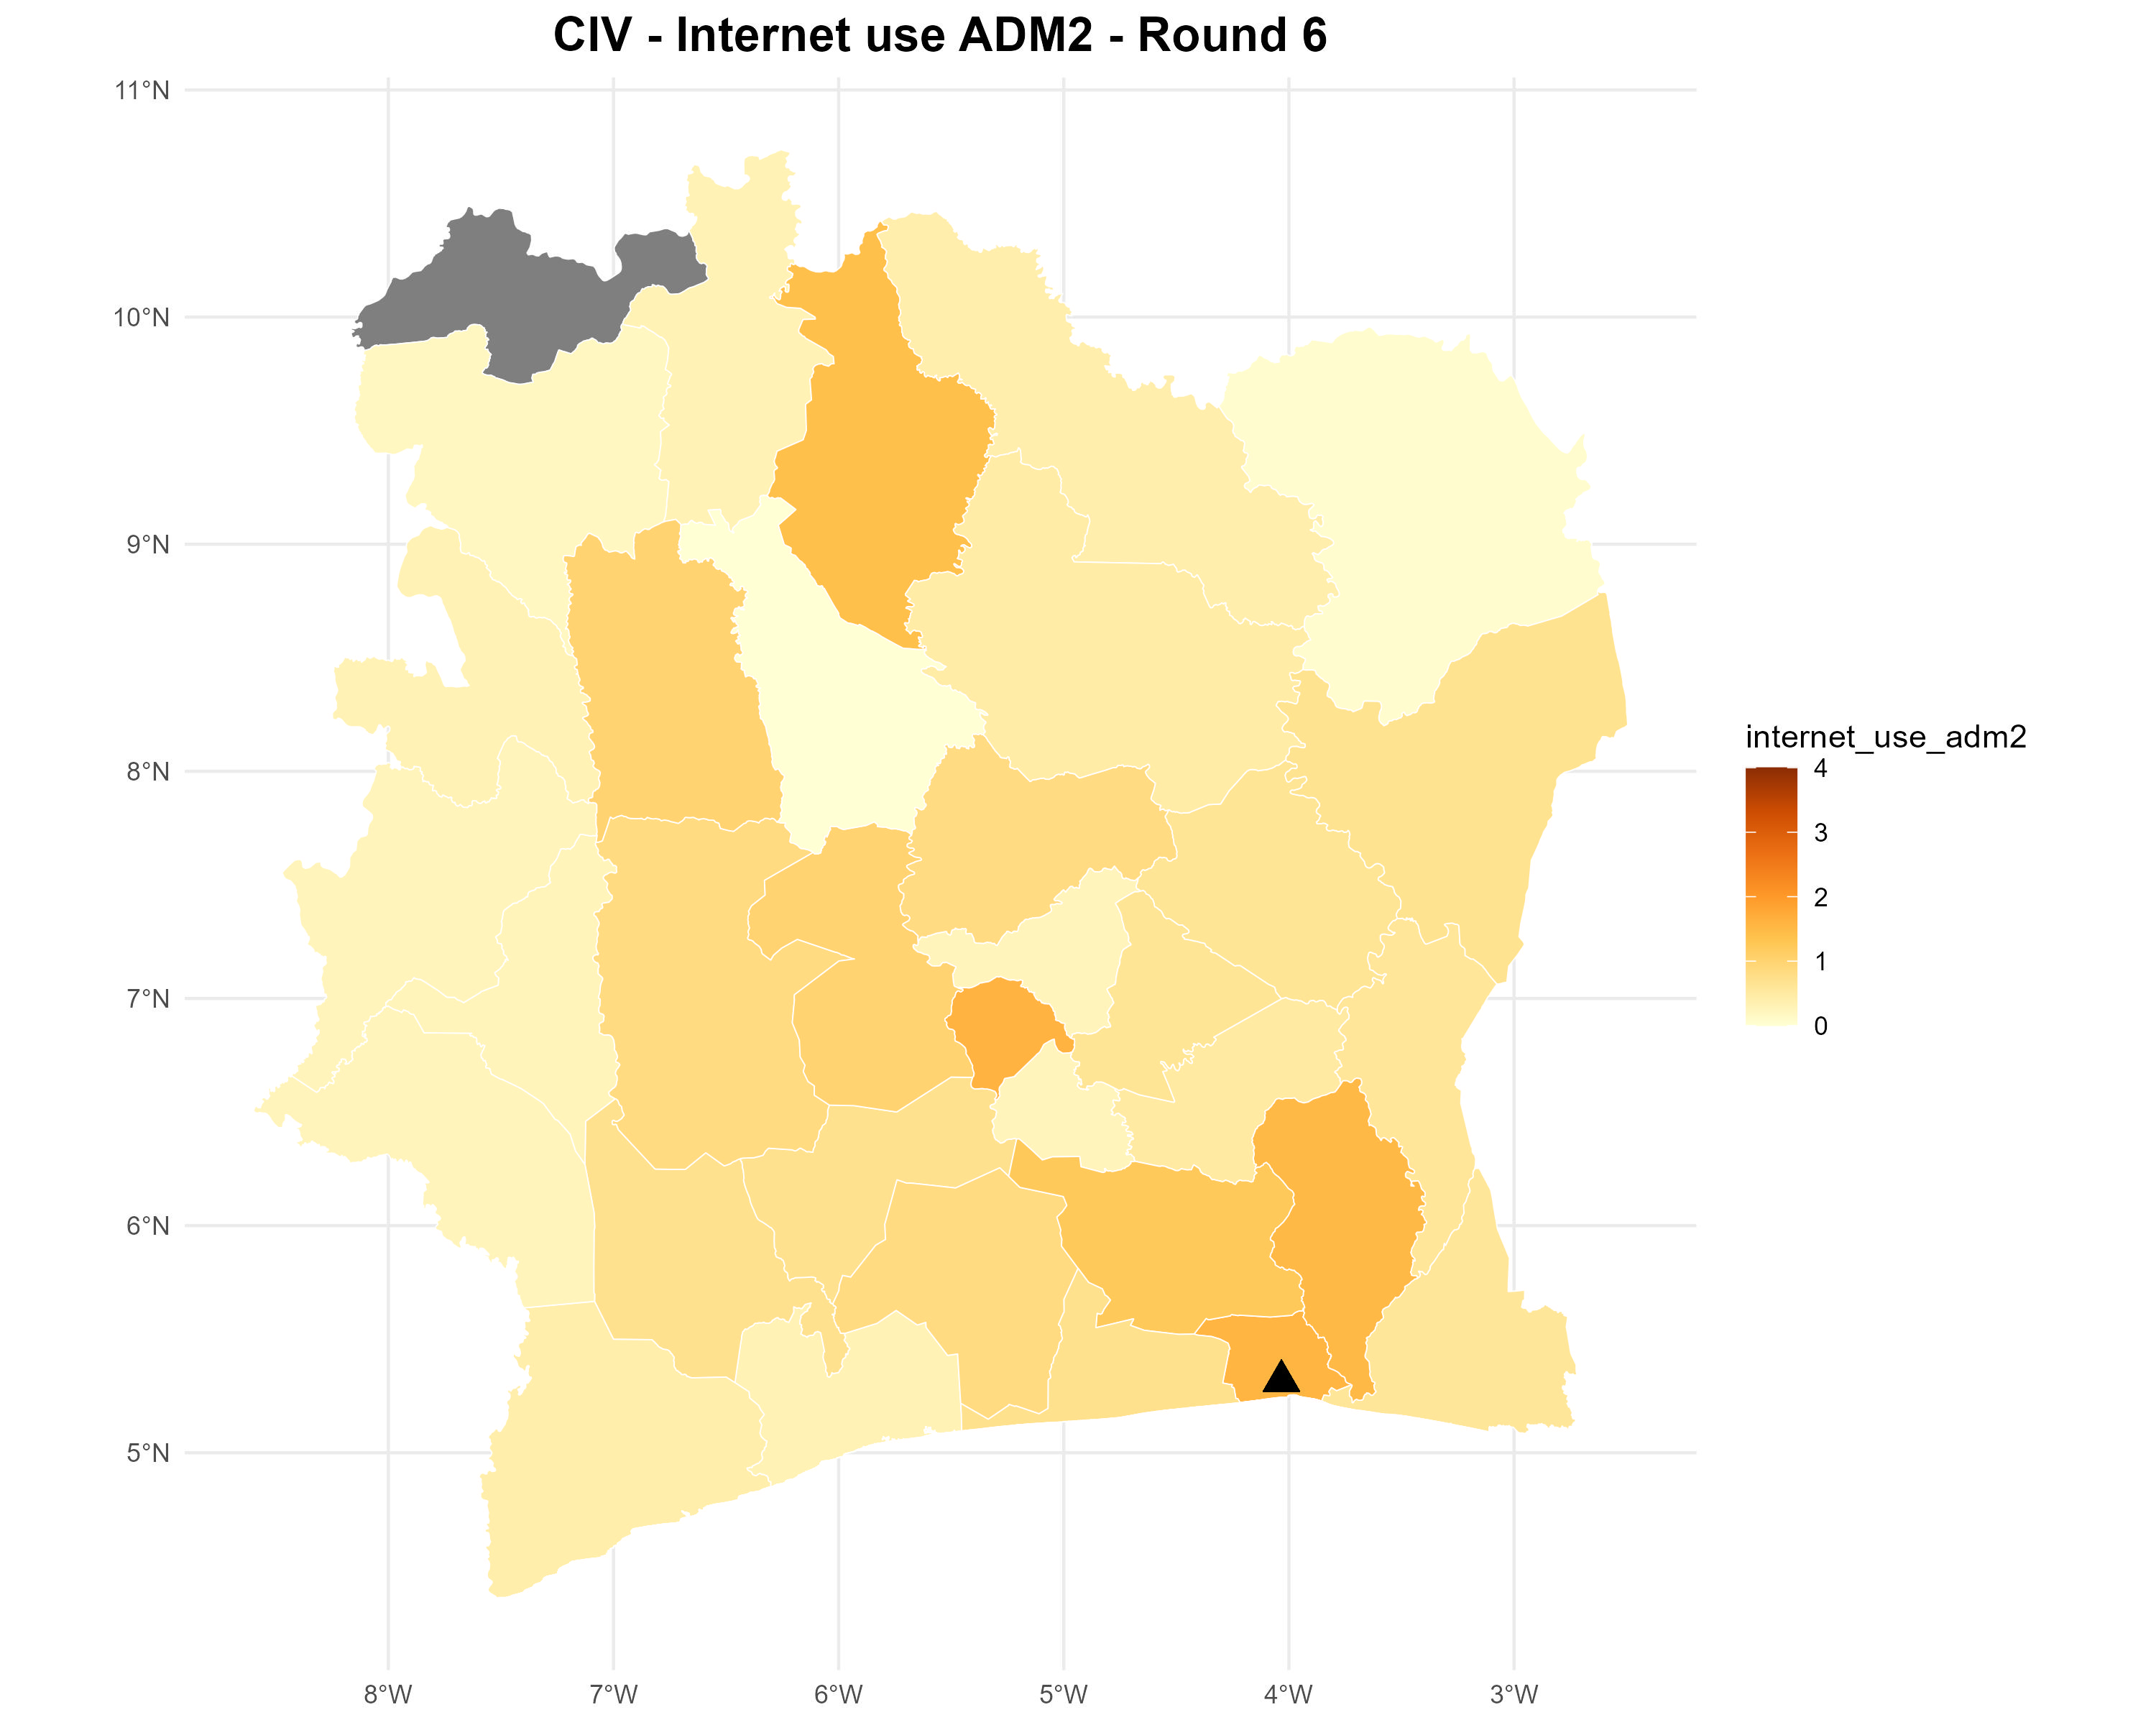 CIV - Internet use ADM2 - Round 6
11°N
10°N
9°N
8°N
7°N
6°N
5°N
8°W
7°W
6°W
5°W
4°W
3°W
internet_use_adm2
4
3
2
1
0